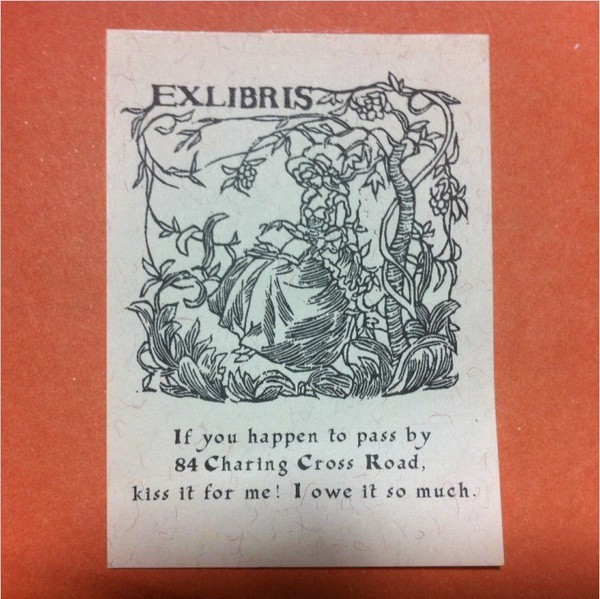 EXLIBRIS
If you happen to pass by
84 Charing Cross Road,
kiss it for me! I owe it so much.